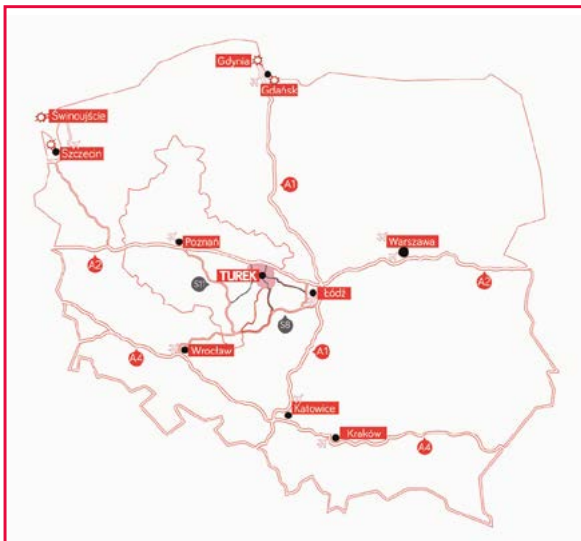 Gdynia
Gdańsk
Świnoujście
Szczecin
A1
Poznań
Warszawa
A2
TUREK
S11
A2
Łódź
S8
A4
Wrocław
A1
Katowice
Kraków
A4